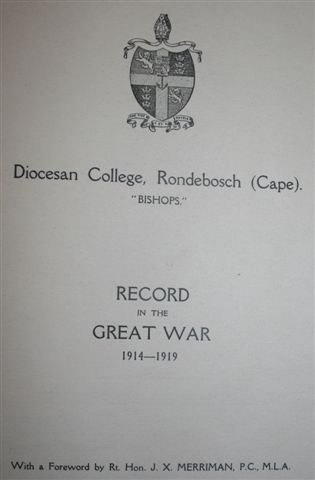 Diocesan College, Rondebosch (Cape).
"BISHOPS."
RECORD
IN THE
GREAT WAR
1914—1919
With a Foreword by Rt. Hon. J. X. MERRIMAN, P.C., M.L.A.